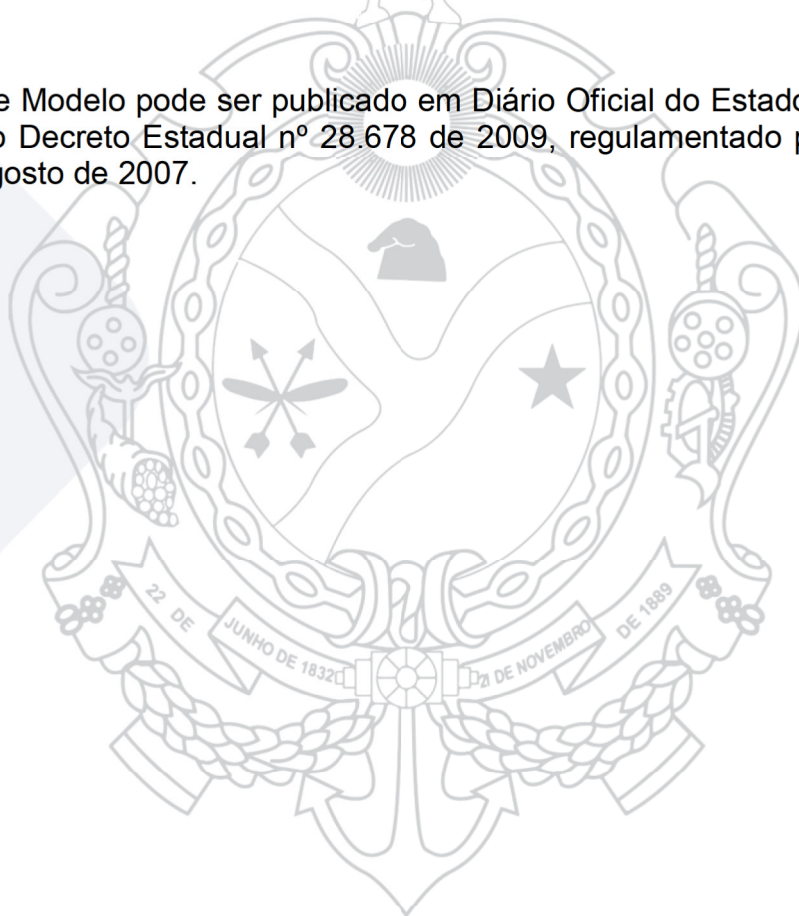 e Modelo pode ser publicado em Diário Oficial do Estado
o Decreto Estadual nº 28.678 de 2009, regulamentado p
gosto de 2007.
22 DE
JUNHO DE 1832
21 DE NOVEMBRO
DE 1889